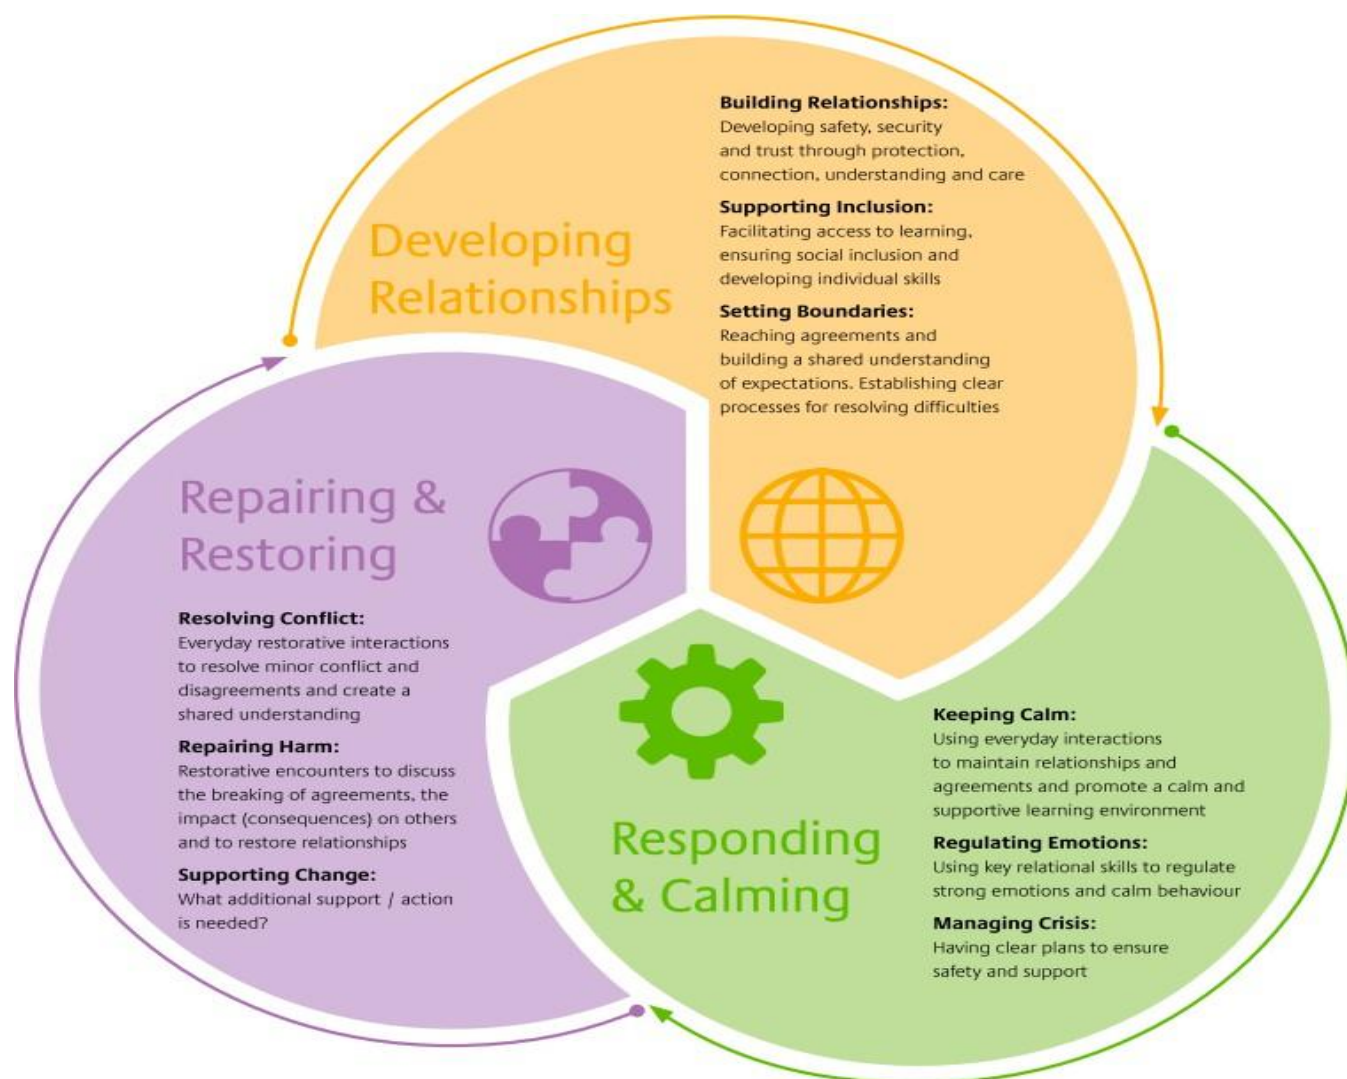 Developing
Relationships
Building Relationships:
Developing safety, security
and trust through protection,
connection, understanding and care
Supporting Inclusion:
Facilitating access to learning,
ensuring social inclusion and
developing individual skills
Setting Boundaries:
Reaching agreements and
building a shared understanding
of expectations. Establishing clear
processes for resolving difficulties
Responding
& Calming
Keeping Calm:
Using everyday interactions
to maintain relationships and
agreements and promote a calm and
supportive learning environment
Regulating Emotions:
Using key relational skills to regulate
strong emotions and calm behaviour
Managing Crisis:
Having clear plans to ensure
safety and support
Repairing &
Restoring
Resolving Conflict:
Everyday restorative interactions
to resolve minor conflict and
disagreements and create a
shared understanding
Repairing Harm:
Restorative encounters to discuss
the breaking of agreements, the
impact (consequences) on others
and to restore relationships
Supporting Change:
What additional support / action
is needed?